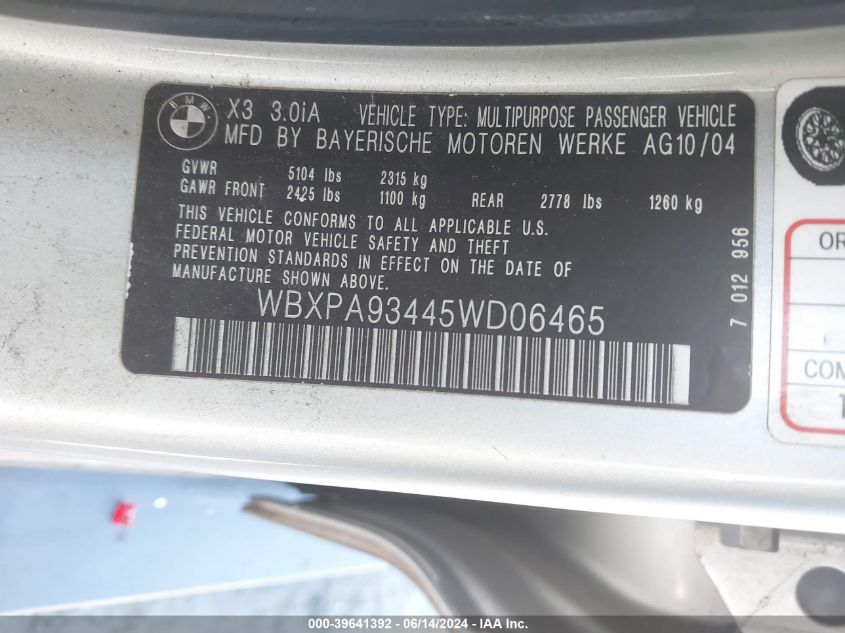 BMW
X3 3.0iA VEHICLE TYPE: MULTIPURPOSE PASSENGER VEHICLE
MFD BY BAYERISCHE MOTOREN WERKE AG10/04
GVWR 5104 lbs 2315 kg
GAWR FRONT 2425 lbs 1100 kg REAR 2778 lbs 1260 kg
THIS VEHICLE CONFORMS TO ALL APPLICABLE U.S.
FEDERAL MOTOR VEHICLE SAFETY AND THEFT
PREVENTION STANDARDS IN EFFECT ON THE DATE OF
MANUFACTURE SHOWN ABOVE.
WBXPA93445WD06465
7 012 956
OR
COM
000-39641392 - 06/14/2024 - IAA Inc.